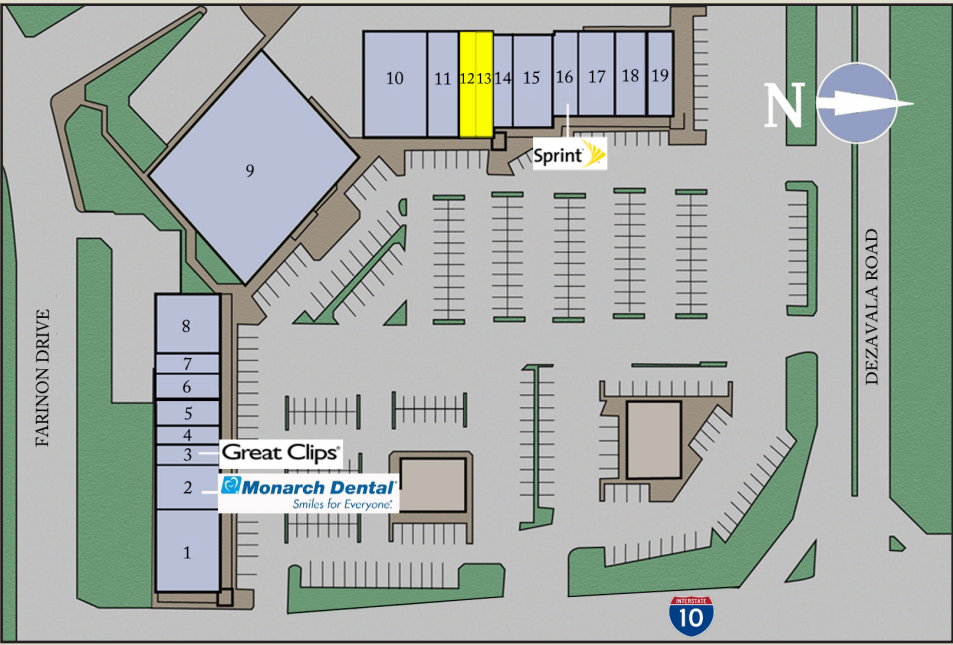 10
11
12
13
14
15
16
17
18
19
N
Sprint
9
FARINON DRIVE
DEZAVALA ROAD
8
7
6
5
4
3
Great Clips®
2
Monarch Dental®
Smiles for Everyone.
1
INTERSTATE
10